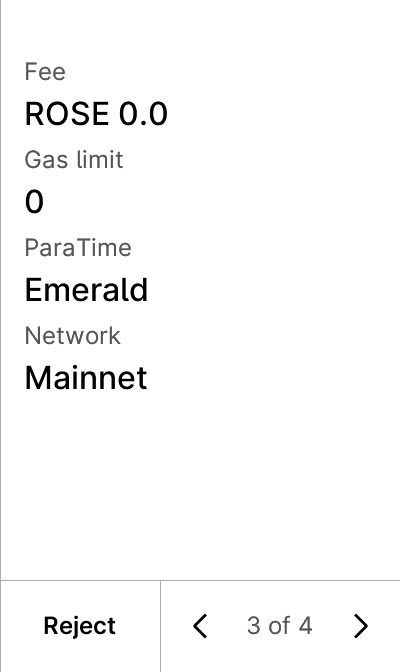 Fee
ROSE 0.0
Gas limit
0
ParaTime
Emerald
Network
Mainnet
Reject
3 of 4